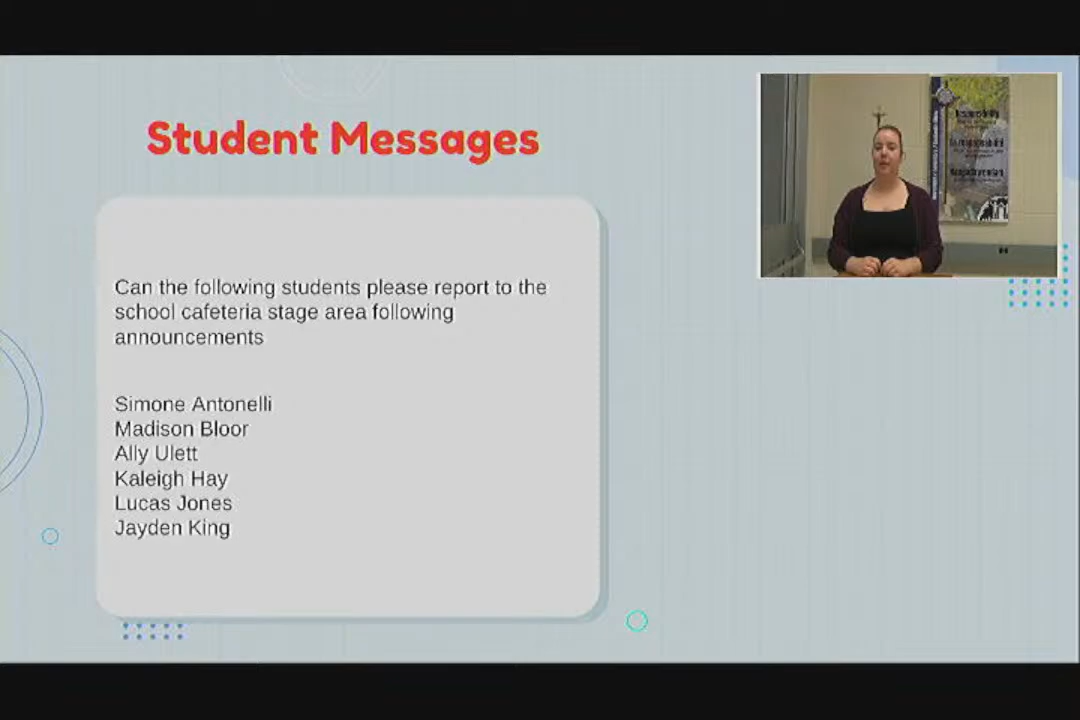 Student Messages
Can the following students please report to the
school cafeteria stage area following
announcements
Simone Antonelli
Madison Bloor
Ally Ulett
Kaleigh Hay
Lucas Jones
Jayden King